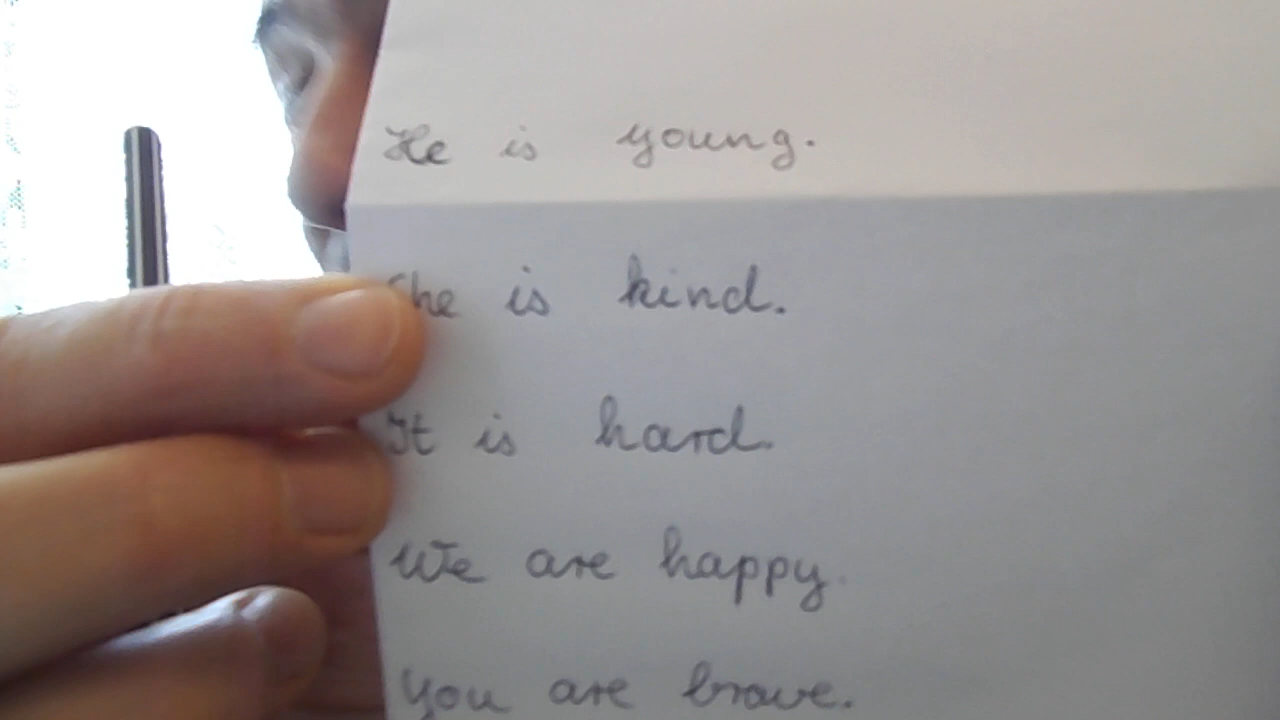 He is young.
She is kind.
It is hard.
We are happy.
You are brave.